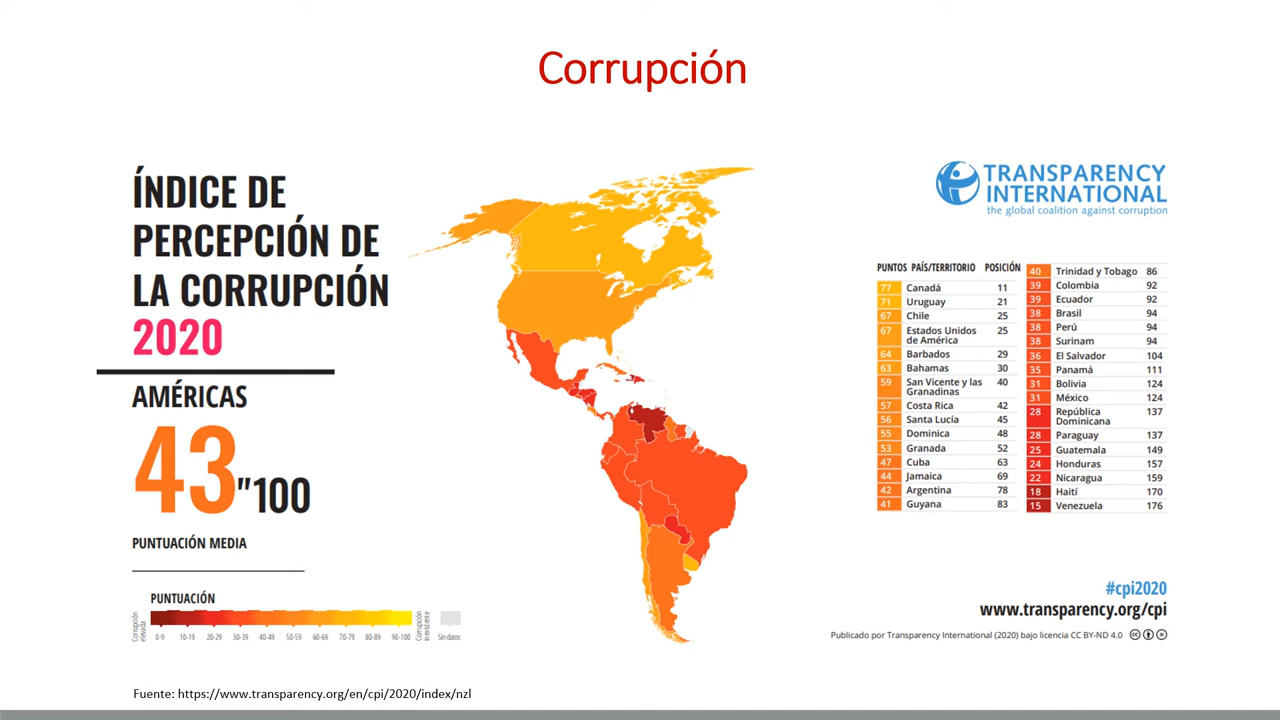 Corrupción
ÍNDICE DE
PERCEPCIÓN DE
LA CORRUPCIÓN
2020
AMÉRICAS
43"100
PUNTUACIÓN MEDIA
PUNTUACIÓN
Corrupción elevada
0-9 10-19 20-29 30-39 40-49 50-59 60-69 70-79 80-89 90-100
Corrupción inexistente
Sin datos
TRANSPARENCY
INTERNATIONAL
the global coalition against corruption
PUNTOS PAÍS/TERRITORIO POSICIÓN
77 Canadá 11
71 Uruguay 21
67 Chile 25
67 Estados Unidos 25
de América
64 Barbados 29
63 Bahamas 30
59 San Vicente y las 40
Granadinas
57 Costa Rica 42
56 Santa Lucía 45
55 Dominica 48
53 Granada 52
47 Cuba 63
44 Jamaica 69
42 Argentina 78
41 Guyana 83
40 Trinidad y Tobago 86
39 Colombia 92
39 Ecuador 92
38 Brasil 94
38 Perú 94
38 Surinam 94
36 El Salvador 104
35 Panamá 111
31 Bolivia 124
31 México 124
28 República 137
Dominicana
28 Paraguay 137
25 Guatemala 149
24 Honduras 157
22 Nicaragua 159
18 Haití 170
15 Venezuela 176
#cpi2020
www.transparency.org/cpi
Publicado por Transparency International (2020) bajo licencia CC BY-ND 4.0
Fuente: https://www.transparency.org/en/cpi/2020/index/nzl